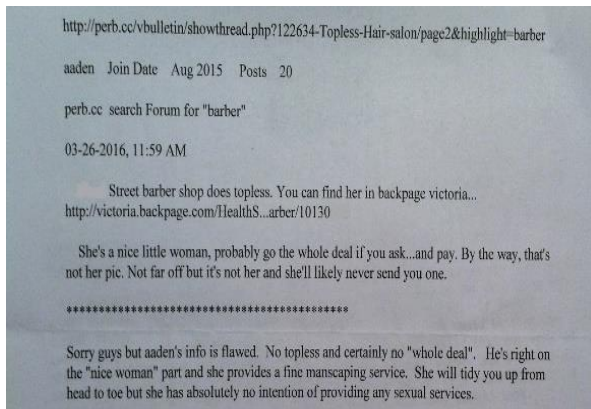 http://perb.cc/vbulletin/showthread.php?122634-Topless-Hair-salon/page2&highlight=barber
aaden Join Date Aug 2015 Posts 20
perb.cc search Forum for "barber"
03-26-2016, 11:59 AM
Street barber shop does topless. You can find her in backpage victoria...
http://victoria.backpage.com/HealthS...arber/10130
She's a nice little woman, probably go the whole deal if you ask...and pay. By the way, that's
not her pic. Not far off but it's not her and she'll likely never send you one.
********************************************
Sorry guys but aaden's info is flawed. No topless and certainly no "whole deal". He's right on
the "nice woman" part and she provides a fine manscaping service. She will tidy you up from
head to toe but she has absolutely no intention of providing any sexual services.